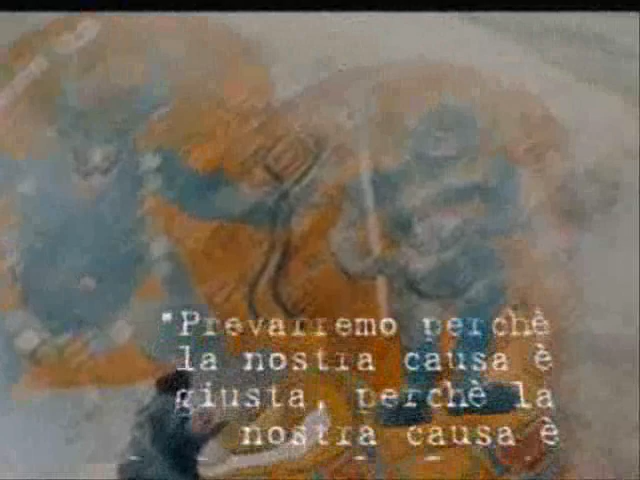 "Prevarremo perchè
la nostra causa è
giusta, perchè la
nostra causa è